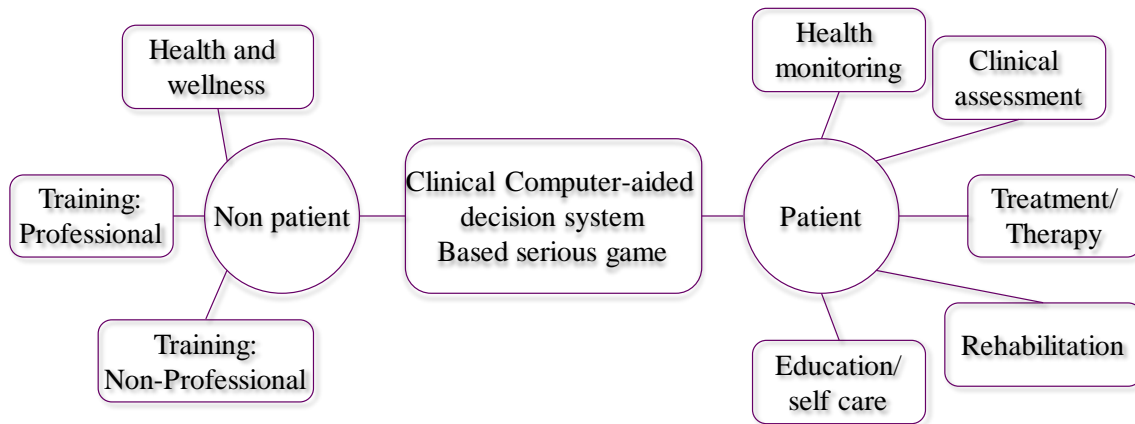 Health and
wellness
Training:
Professional
Non patient
Training:
Non-Professional
Clinical Computer-aided
decision system
Based serious game
Patient
Health
monitoring
Clinical
assessment
Treatment/
Therapy
Rehabilitation
Education/
self care